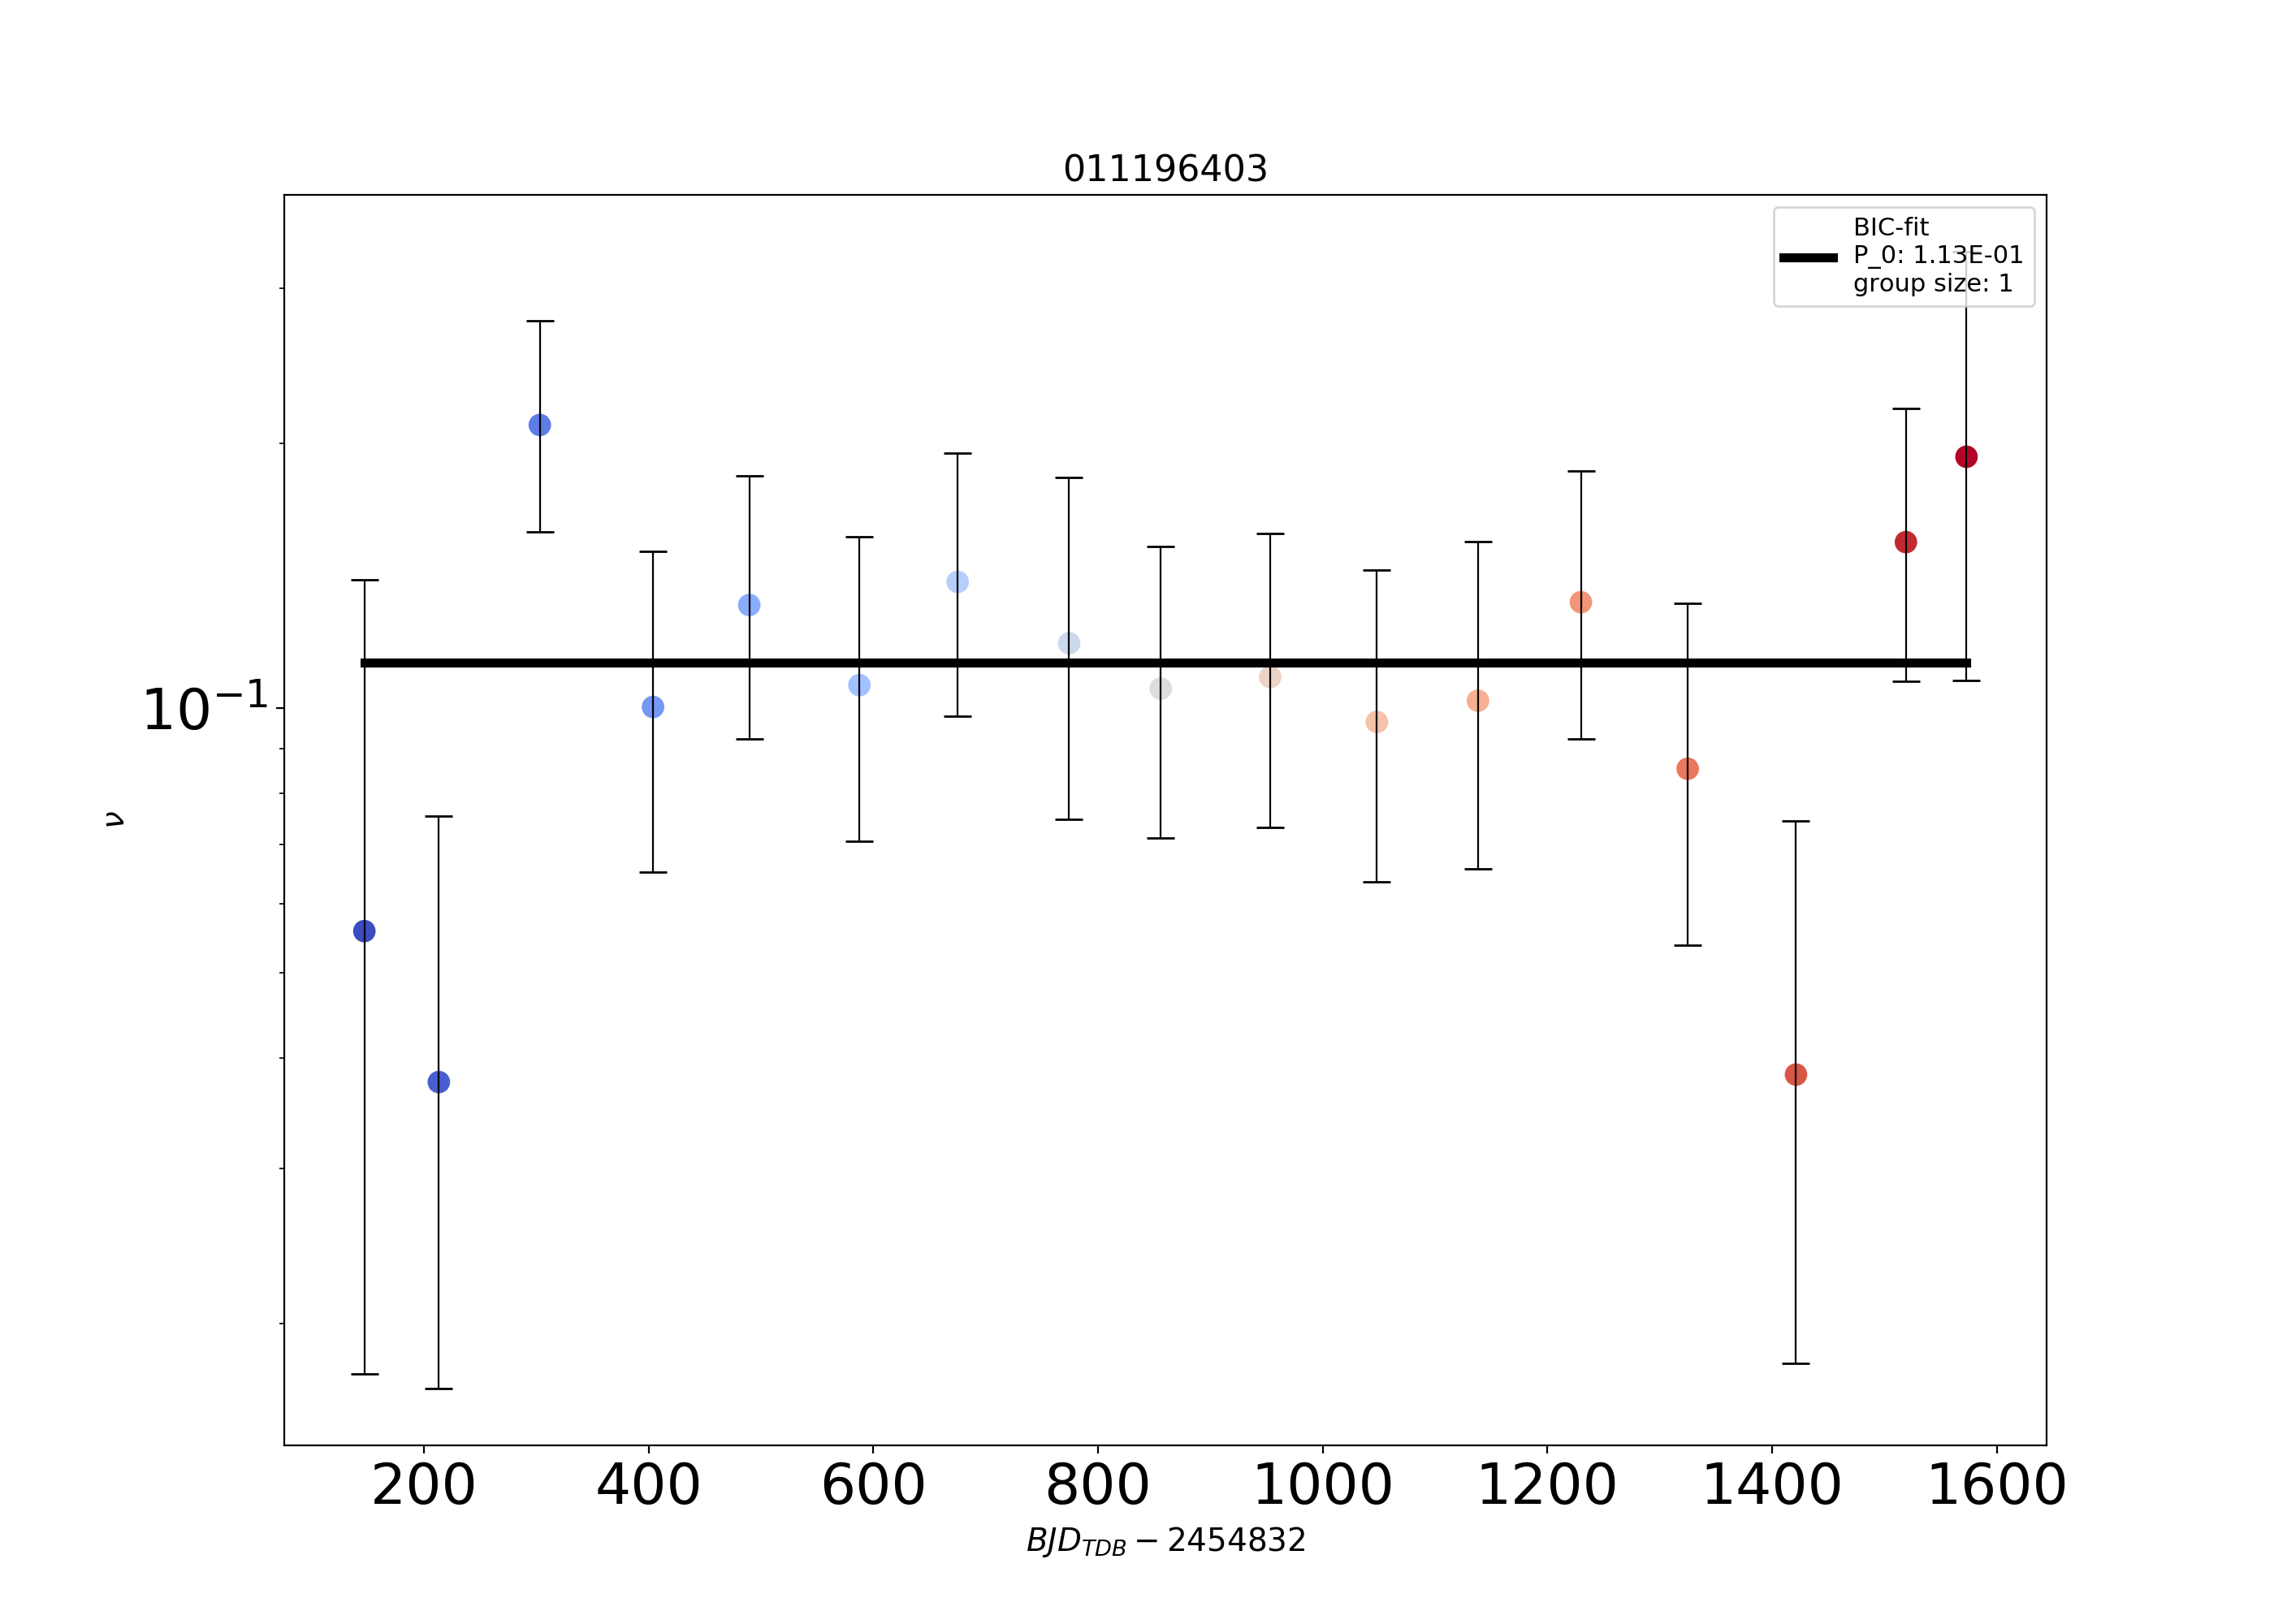 011196403
BIC-fit
P_0: 1.13E-01
group size: 1
10⁻¹
ν
200 400 600 800 1000 1200 1400 1600
BJD_{TDB} − 2454832